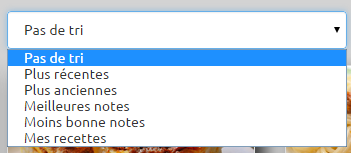 Pas de tri
Pas de tri
Plus récentes
Plus anciennes
Meilleures notes
Moins bonne notes
Mes recettes